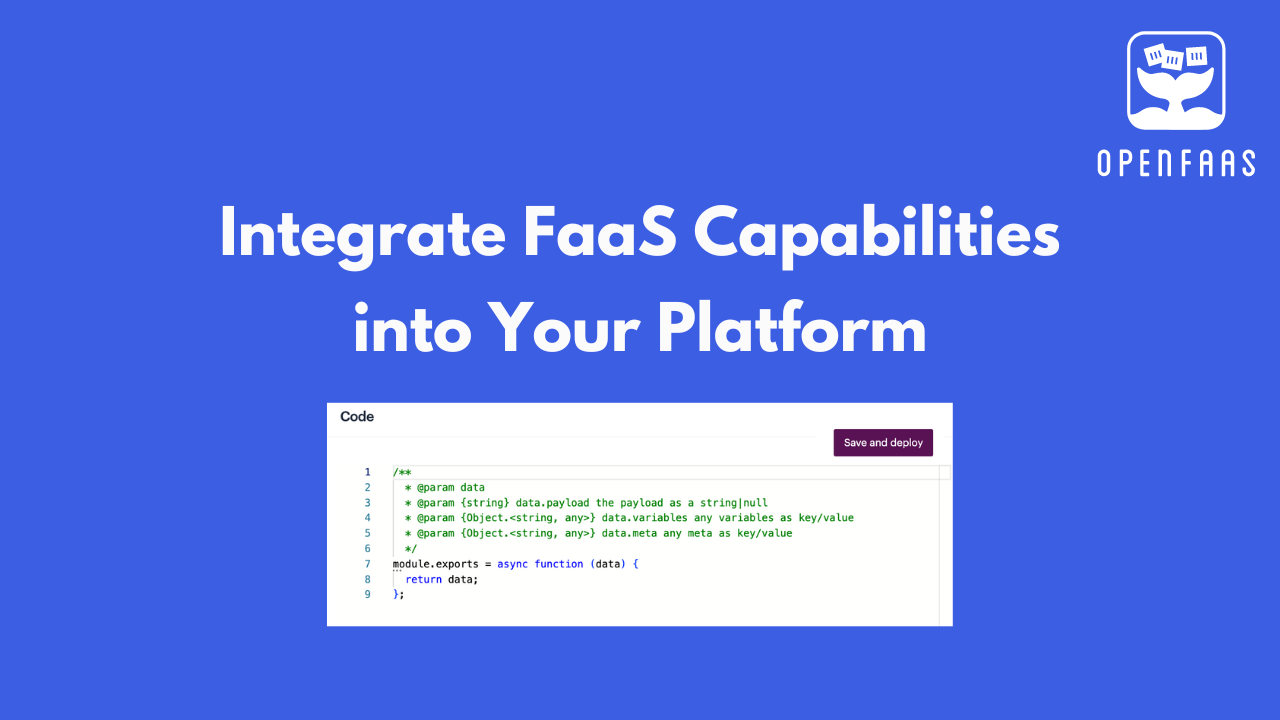 OPENFAAS
Integrate FaaS Capabilities
into Your Platform
Code
Save and deploy
1 /**
2 * @param data
3 * @param {string} data.payload the payload as a string|null
4 * @param {Object.<string, any>} data.variables any variables as key/value
5 * @param {Object.<string, any>} data.meta any meta as key/value
6 */
7 module.exports = async function (data) {
8 return data;
9 };